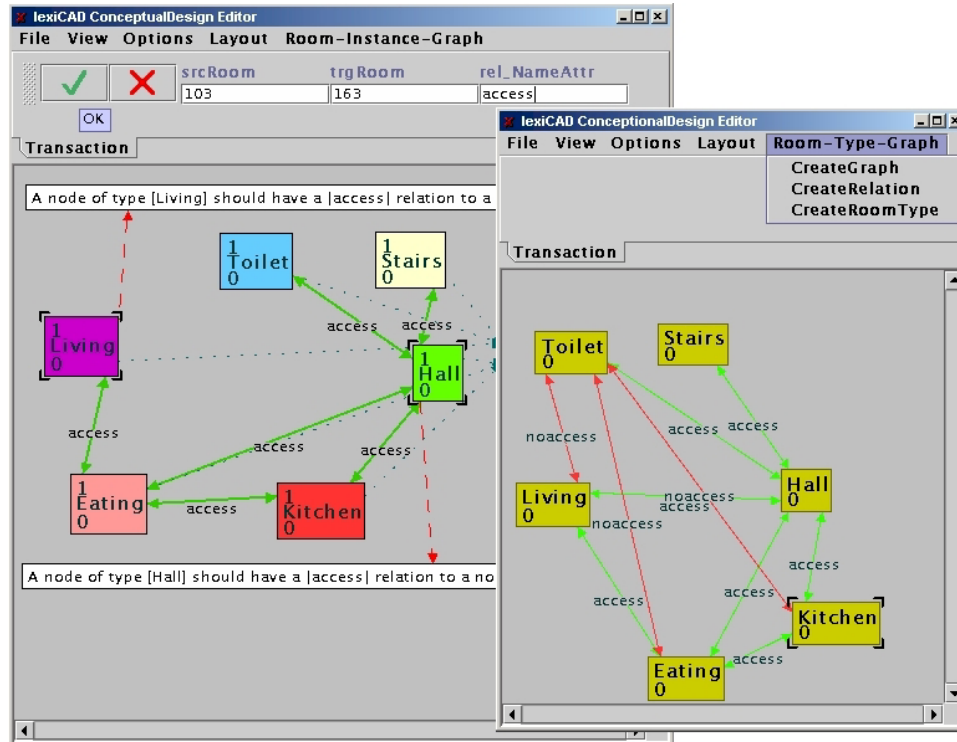 lexiCAD ConceptualDesign Editor
File View Options Layout Room-Instance-Graph
srcRoom trgRoom rel_NameAttr
103 163 access
OK
Transaction
A node of type [Living] should have a |access| relation to a
1
Toilet
0
1
Stairs
0
access
access
1
Living
0
1
Hall
0
access
access
access
1
Eating
0
access
1
Kitchen
0
A node of type [Hall] should have a |access| relation to a no
lexiCAD ConceptionalDesign Editor
File View Options Layout Room-Type-Graph
CreateGraph
CreateRelation
CreateRoomType
Transaction
Toilet
0
Stairs
0
noaccess
access
access
Living
0
noaccess
access
Hall
0
noaccess
access
access
access
Kitchen
0
access
Eating
0